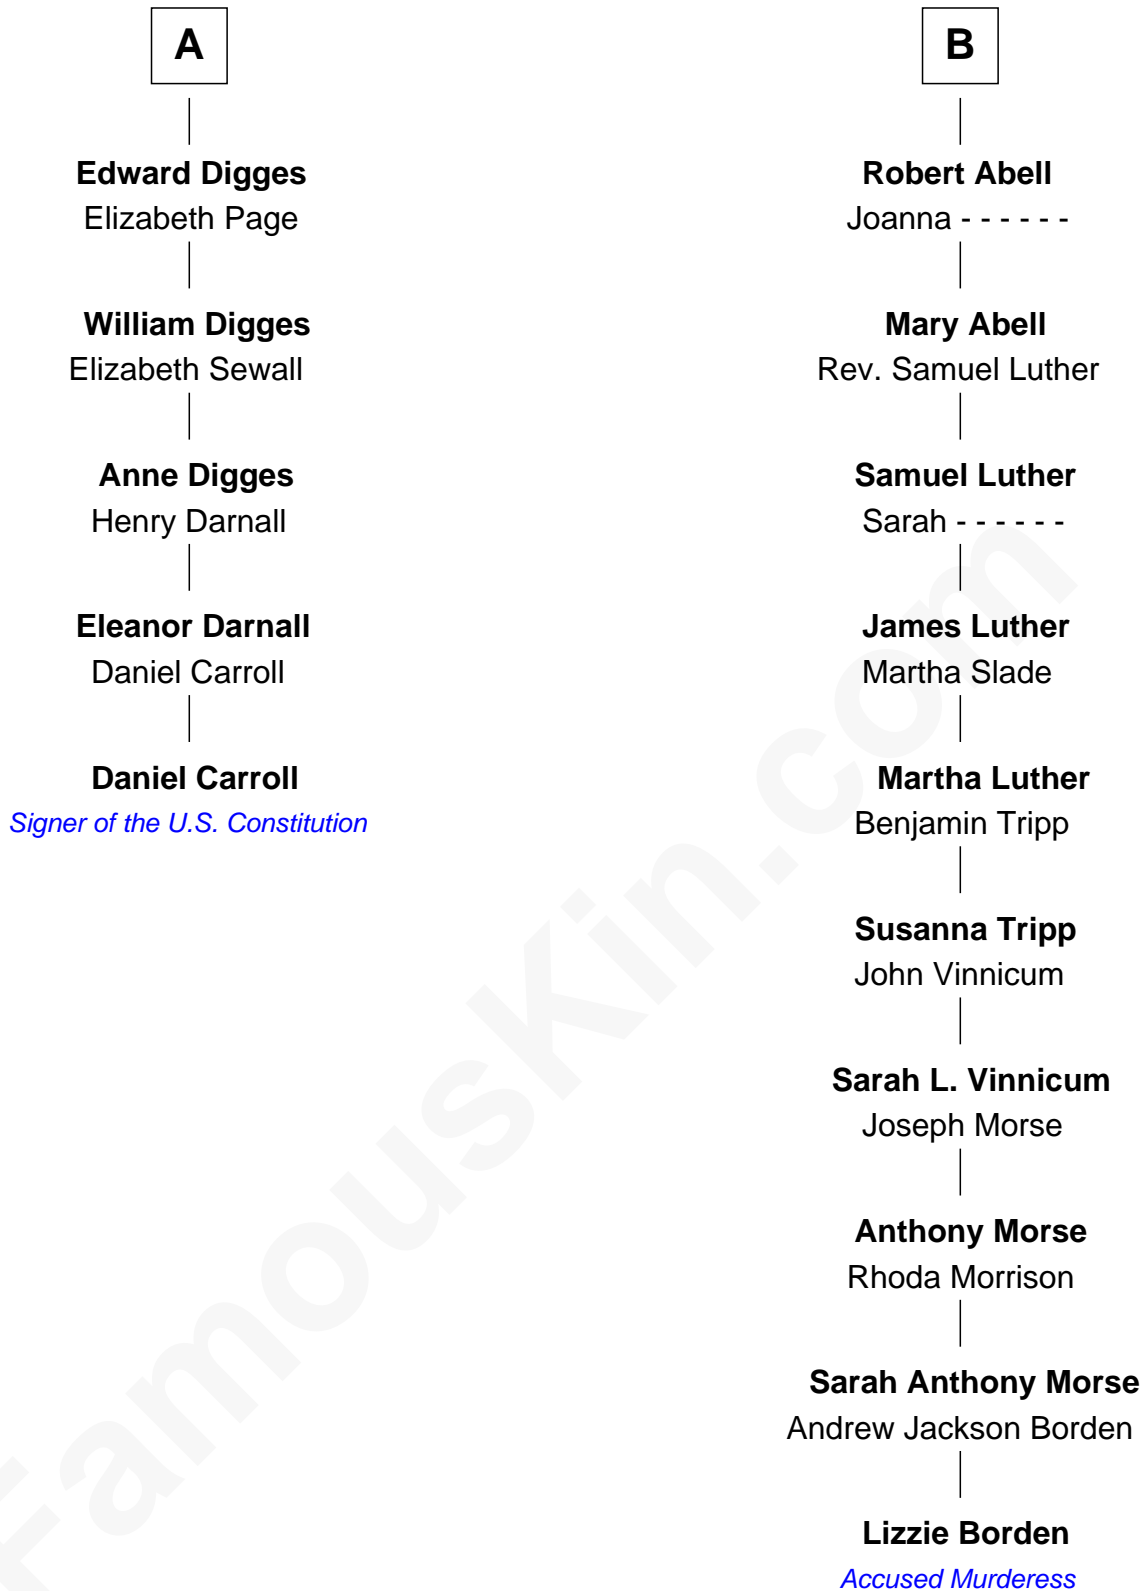 A
Edward Digges
Elizabeth Page
William Digges
Elizabeth Sewall
Anne Digges
Henry Darnall
Eleanor Darnall
Daniel Carroll
Daniel Carroll
Signer of the U.S. Constitution
B
Robert Abell
Joanna - - - - - -
Mary Abell
Rev. Samuel Luther
Samuel Luther
Sarah - - - - - -
James Luther
Martha Slade
Martha Luther
Benjamin Tripp
Susanna Tripp
John Vinnicum
Sarah L. Vinnicum
Joseph Morse
Anthony Morse
Rhoda Morrison
Sarah Anthony Morse
Andrew Jackson Borden
Lizzie Borden
Accused Murderess
FamousKin.com